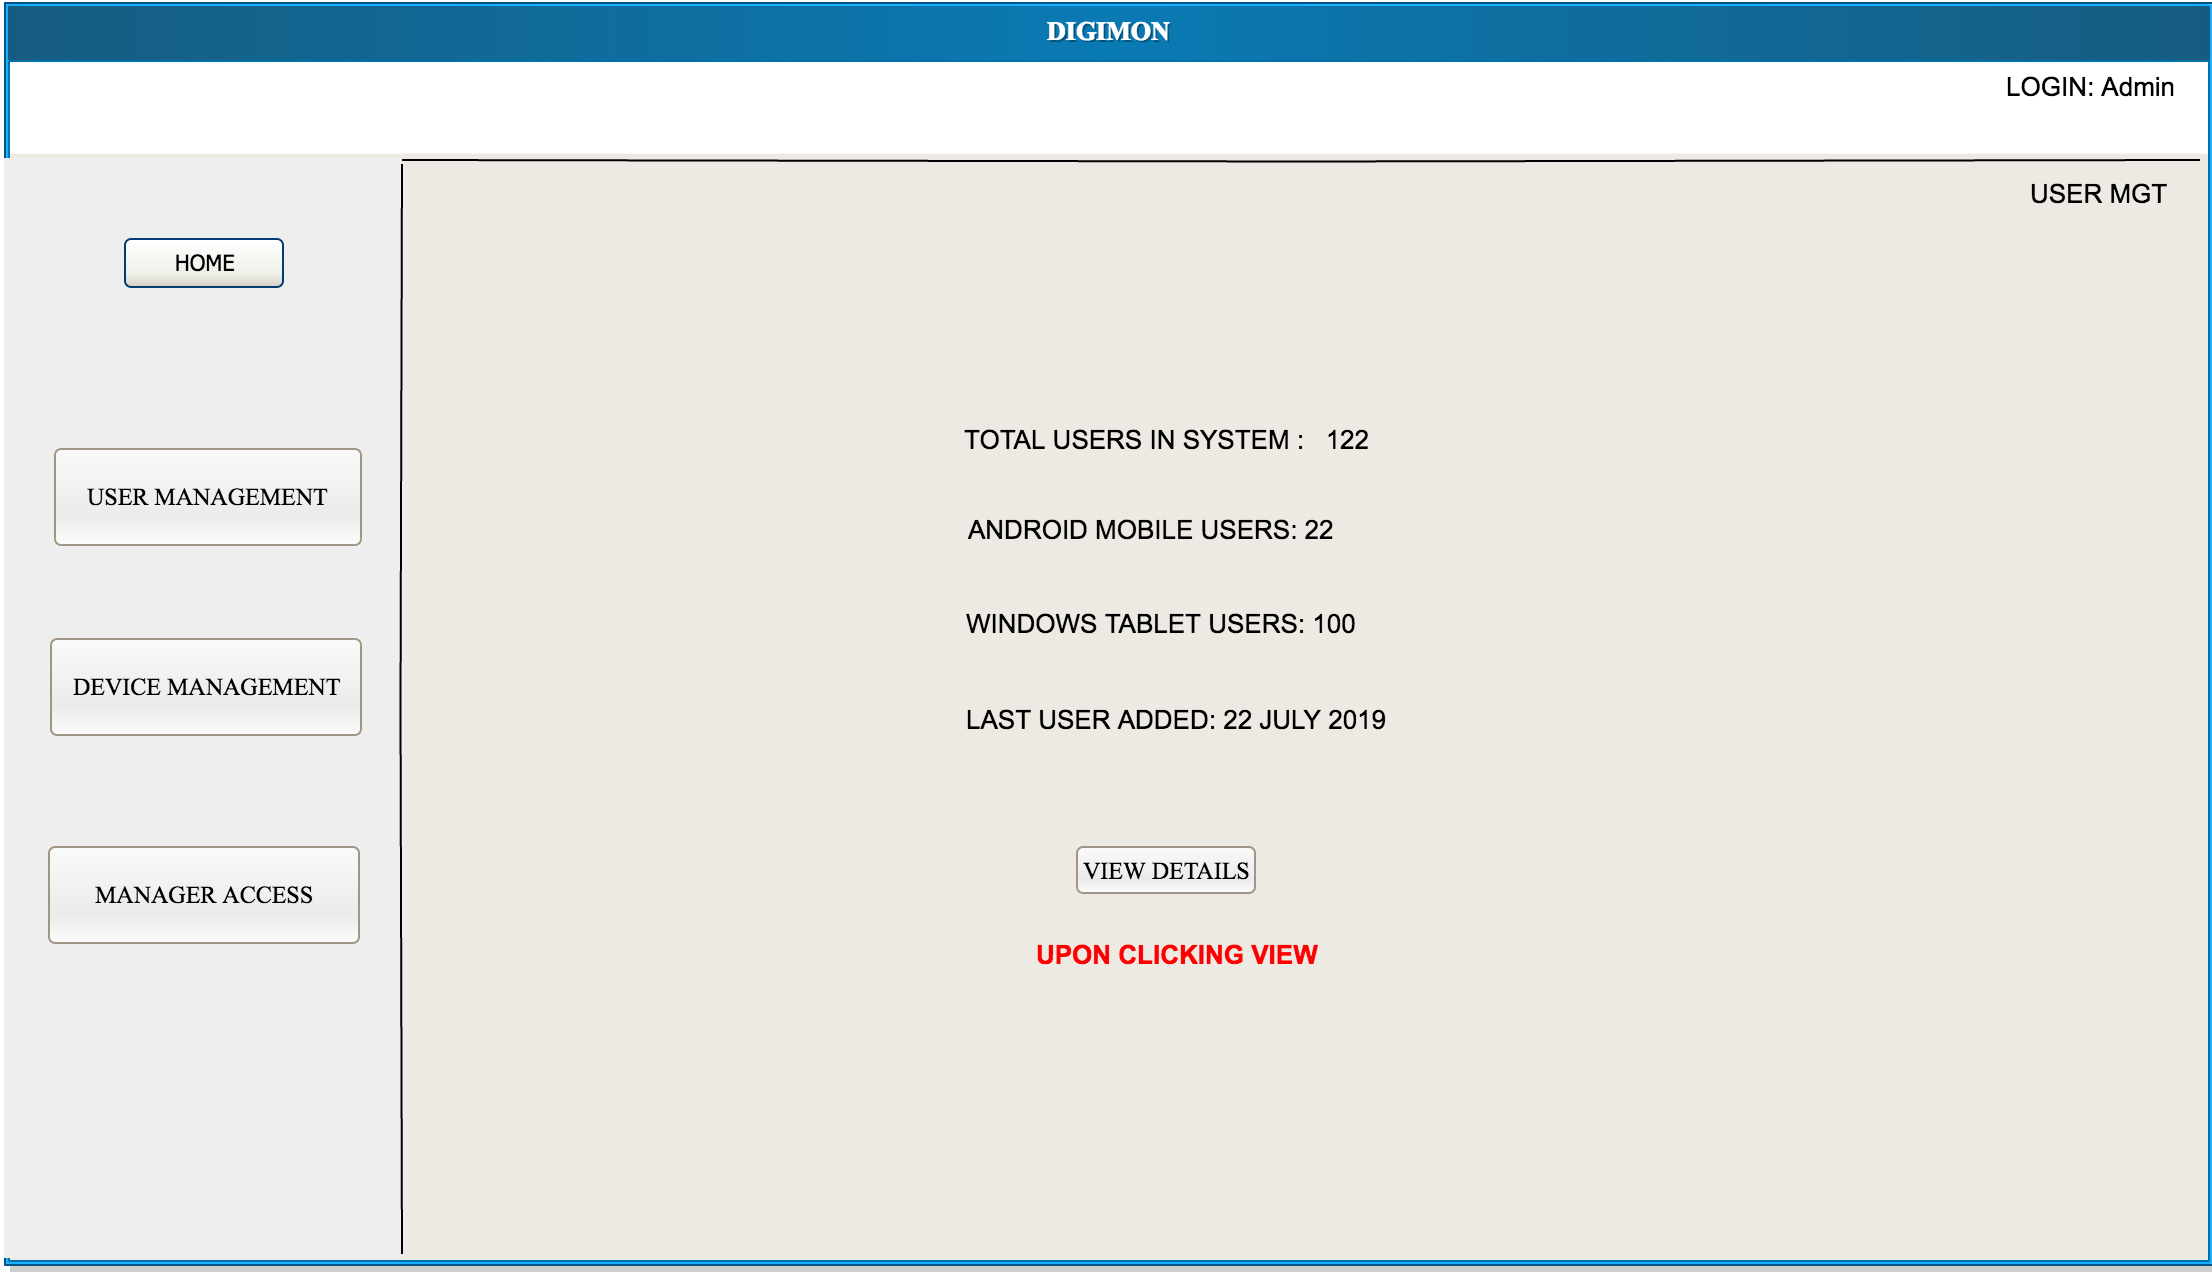 DIGIMON
LOGIN: Admin
USER MGT
HOME
USER MANAGEMENT
DEVICE MANAGEMENT
MANAGER ACCESS
TOTAL USERS IN SYSTEM : 122
ANDROID MOBILE USERS: 22
WINDOWS TABLET USERS: 100
LAST USER ADDED: 22 JULY 2019
VIEW DETAILS
UPON CLICKING VIEW